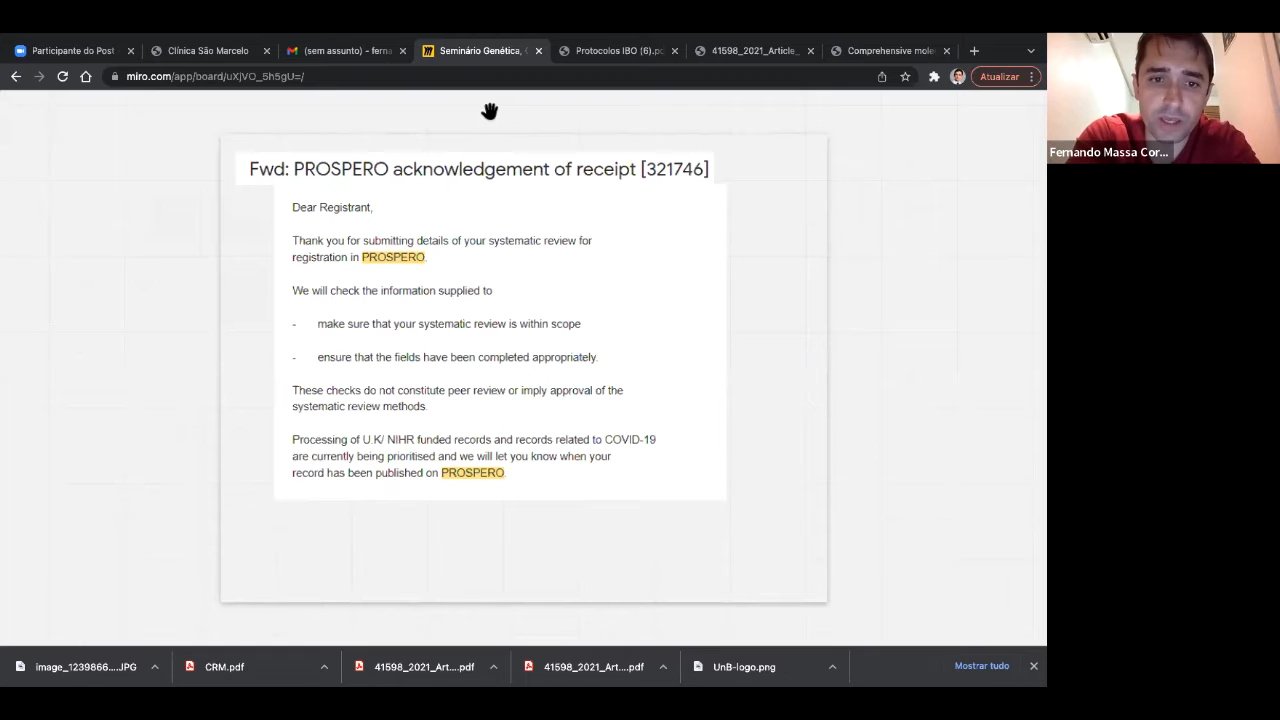 Participante do Post
Clínica São Marcelo
(sem assunto) - ferna
Seminário Genética, (
Protocolos IBO (6).pd
41598_2021_Article_
Comprehensive mole
miro.com/app/board/uXjVO_5h5gU=/
Atualizar
Fernando Massa Cor...
Fwd: PROSPERO acknowledgement of receipt [321746]
Dear Registrant,
Thank you for submitting details of your systematic review for
registration in PROSPERO.
We will check the information supplied to
- make sure that your systematic review is within scope
- ensure that the fields have been completed appropriately.
These checks do not constitute peer review or imply approval of the
systematic review methods.
Processing of U.K/ NIHR funded records and records related to COVID-19
are currently being prioritised and we will let you know when your
record has been published on PROSPERO.
image_1239866....JPG
CRM.pdf
41598_2021_Art....pdf
41598_2021_Art....pdf
UnB-logo.png
Mostrar tudo